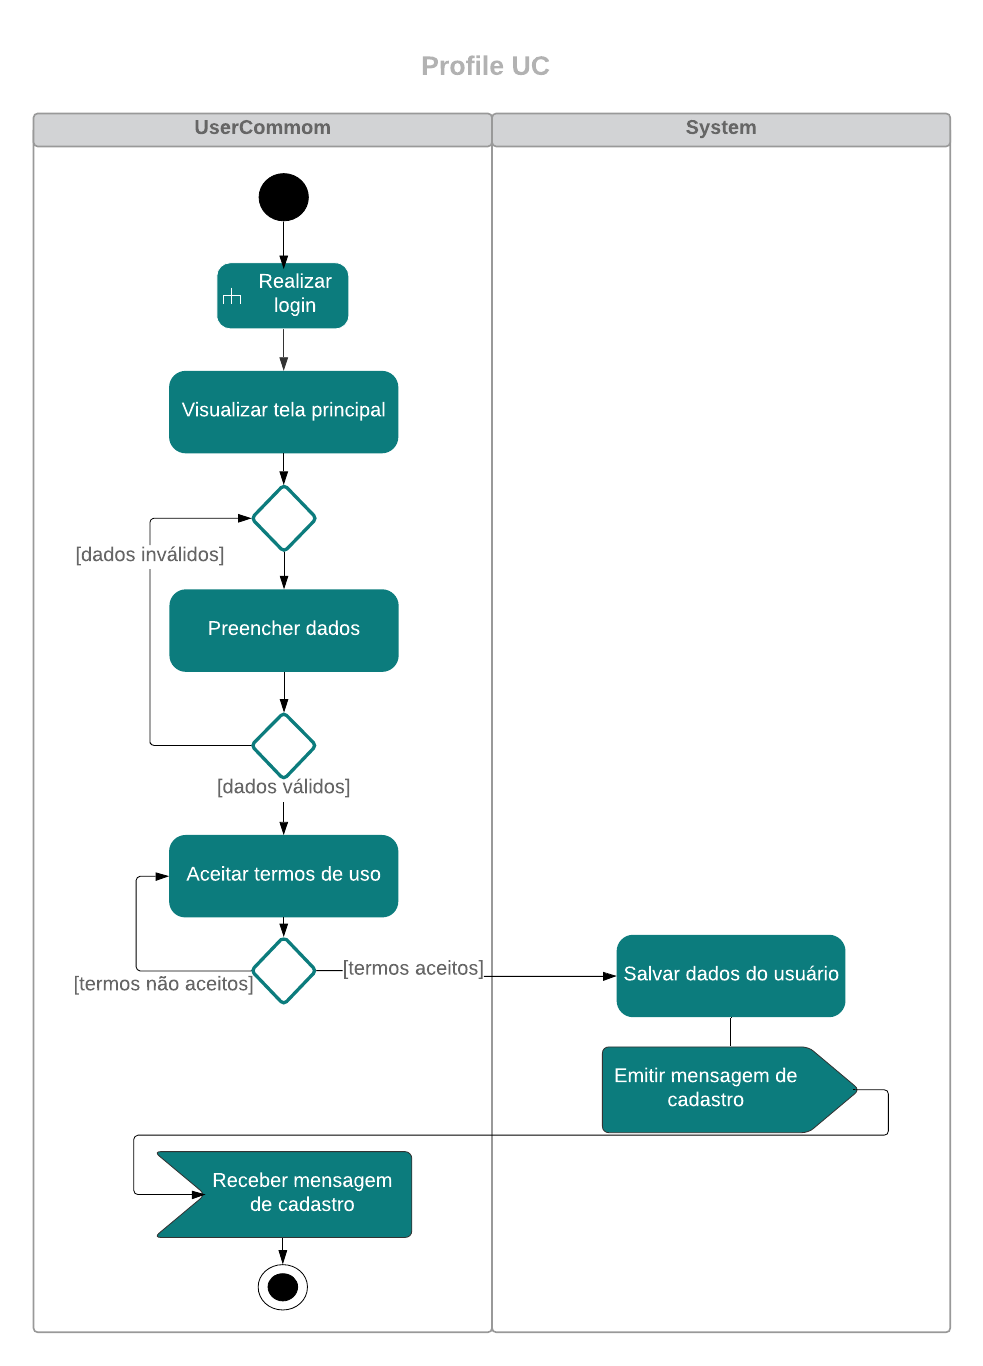 Profile UC
UserCommom
System
Realizar
login
Visualizar tela principal
[dados inválidos]
Preencher dados
[dados válidos]
Aceitar termos de uso
[termos aceitos]
[termos não aceitos]
Salvar dados do usuário
Emitir mensagem de
cadastro
Receber mensagem
de cadastro